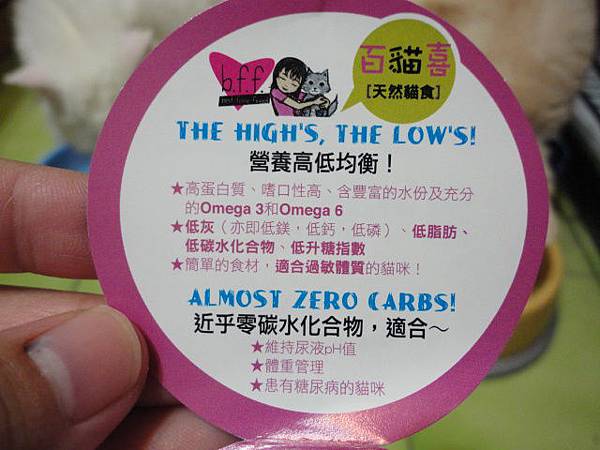 b.f.f.
百貓喜
[天然貓食]
THE HIGH'S, THE LOW'S!
營養高低均衡！
★高蛋白質、嗜口性高、含豐富的水份及充分
的Omega 3和Omega 6
★低灰（亦即低鎂，低鈣，低磷）、低脂肪、
低碳水化合物、低升糖指數
★簡單的食材，適合過敏體質的貓咪！
ALMOST ZERO CARBS!
近乎零碳水化合物，適合～
★維持尿液pH值
★體重管理
★患有糖尿病的貓咪